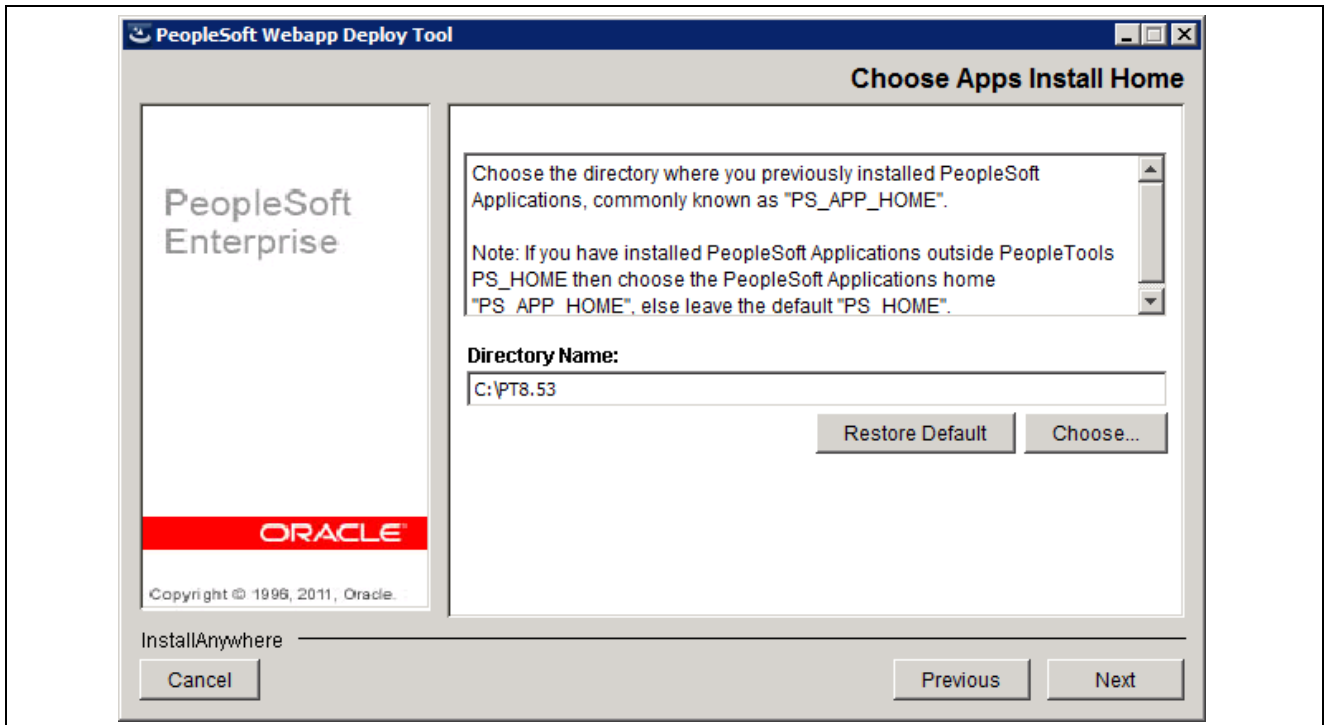 PeopleSoft Webapp Deploy Tool
Choose Apps Install Home
PeopleSoft
Enterprise
ORACLE
Copyright © 1996, 2011, Oracle.
Choose the directory where you previously installed PeopleSoft
Applications, commonly known as "PS_APP_HOME".
Note: If you have installed PeopleSoft Applications outside PeopleTools
PS_HOME then choose the PeopleSoft Applications home
"PS_APP_HOME", else leave the default "PS_HOME".
Directory Name:
C:\PT8.53
Restore Default
Choose...
InstallAnywhere
Cancel
Previous
Next